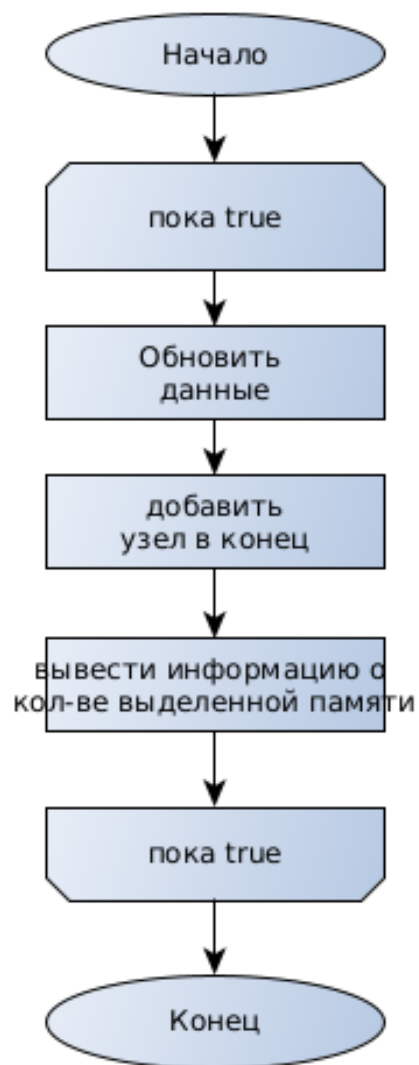 Начало
пока true
Обновить
данные
добавить
узел в конец
вывести информацию о
кол-ве выделенной памяти
пока true
Конец